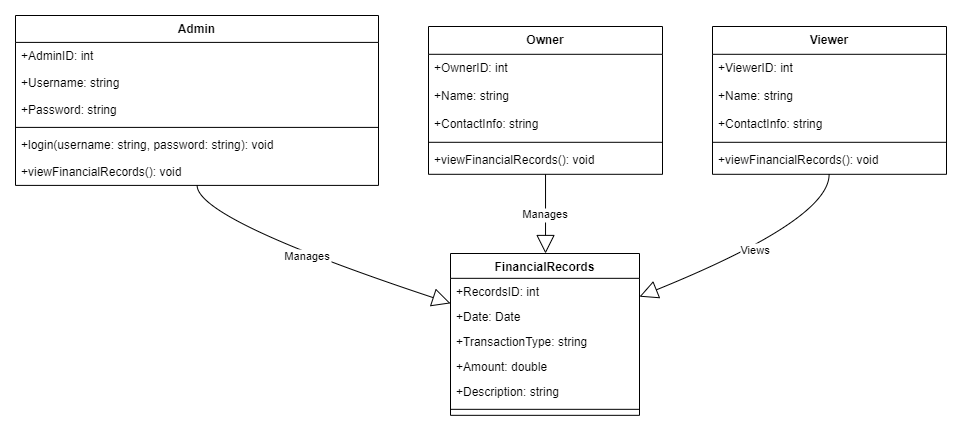 Admin
+AdminID: int
+Username: string
+Password: string
+login(username: string, password: string): void
+viewFinancialRecords(): void
Owner
+OwnerID: int
+Name: string
+ContactInfo: string
+viewFinancialRecords(): void
Viewer
+ViewerID: int
+Name: string
+ContactInfo: string
+viewFinancialRecords(): void
Manages
Manages
Views
FinancialRecords
+RecordsID: int
+Date: Date
+TransactionType: string
+Amount: double
+Description: string